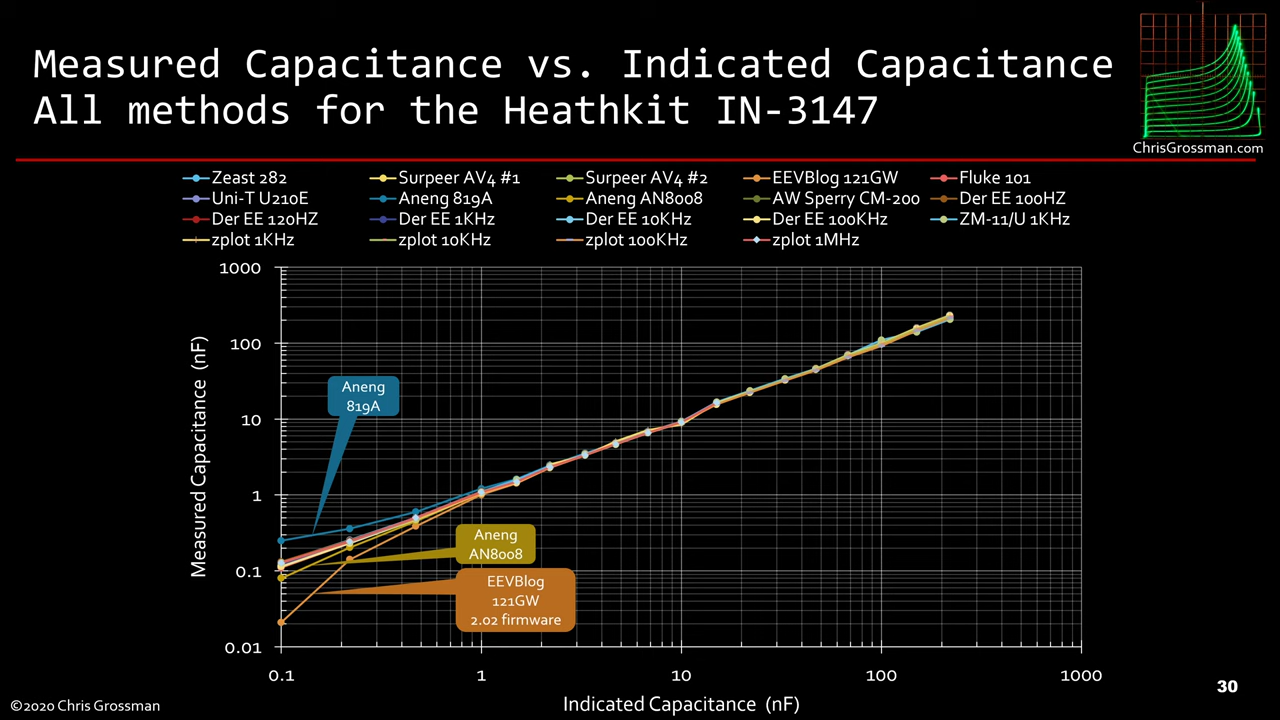 Measured Capacitance vs. Indicated Capacitance
All methods for the Heathkit IN-3147
ChrisGrossman.com
Zeast 282 Surpeer AV4 #1 Surpeer AV4 #2 EEVBlog 121GW Fluke 101
Uni-T U210E Aneng 819A Aneng AN8008 AW Sperry CM-200 Der EE 100HZ
Der EE 120HZ Der EE 1KHz Der EE 10KHz Der EE 100KHz ZM-11/U 1KHz
zplot 1KHz zplot 10KHz zplot 100KHz zplot 1MHz
Measured Capacitance (nF)
1000
100
10
1
0.1
0.01
Aneng
819A
Aneng
AN8008
EEVBlog
121GW
2.02 firmware
0.1 1 10 100 1000
Indicated Capacitance (nF)
30
©2020 Chris Grossman